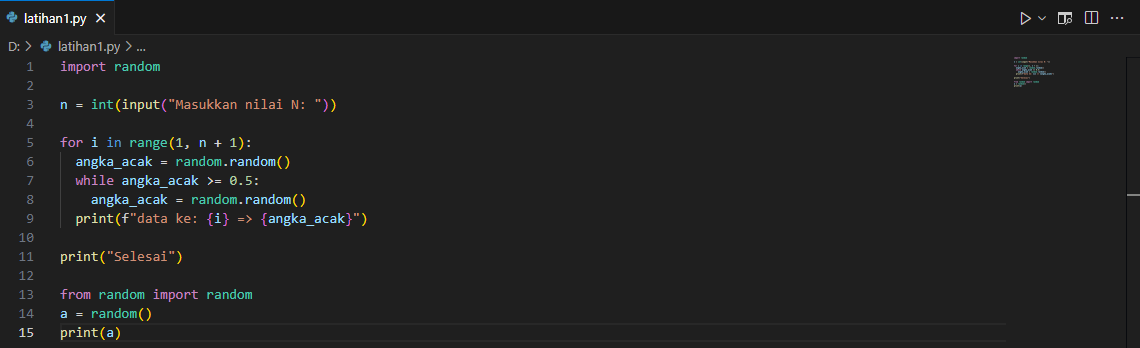 latihan1.py
D: > latihan1.py > ...
1 import random
2
3 n = int(input("Masukkan nilai N: "))
4
5 for i in range(1, n + 1):
6   angka_acak = random.random()
7   while angka_acak >= 0.5:
8     angka_acak = random.random()
9   print(f"data ke: {i} => {angka_acak}")
10
11 print("Selesai")
12
13 from random import random
14 a = random()
15 print(a)